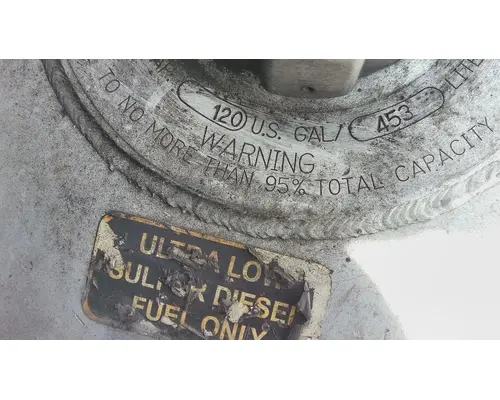 120 U.S. GAL/ 453
WARNING
TO NO MORE THAN 95% TOTAL CAPACITY
ULTRA LOW
SULFUR DIESEL
FUEL ONLY